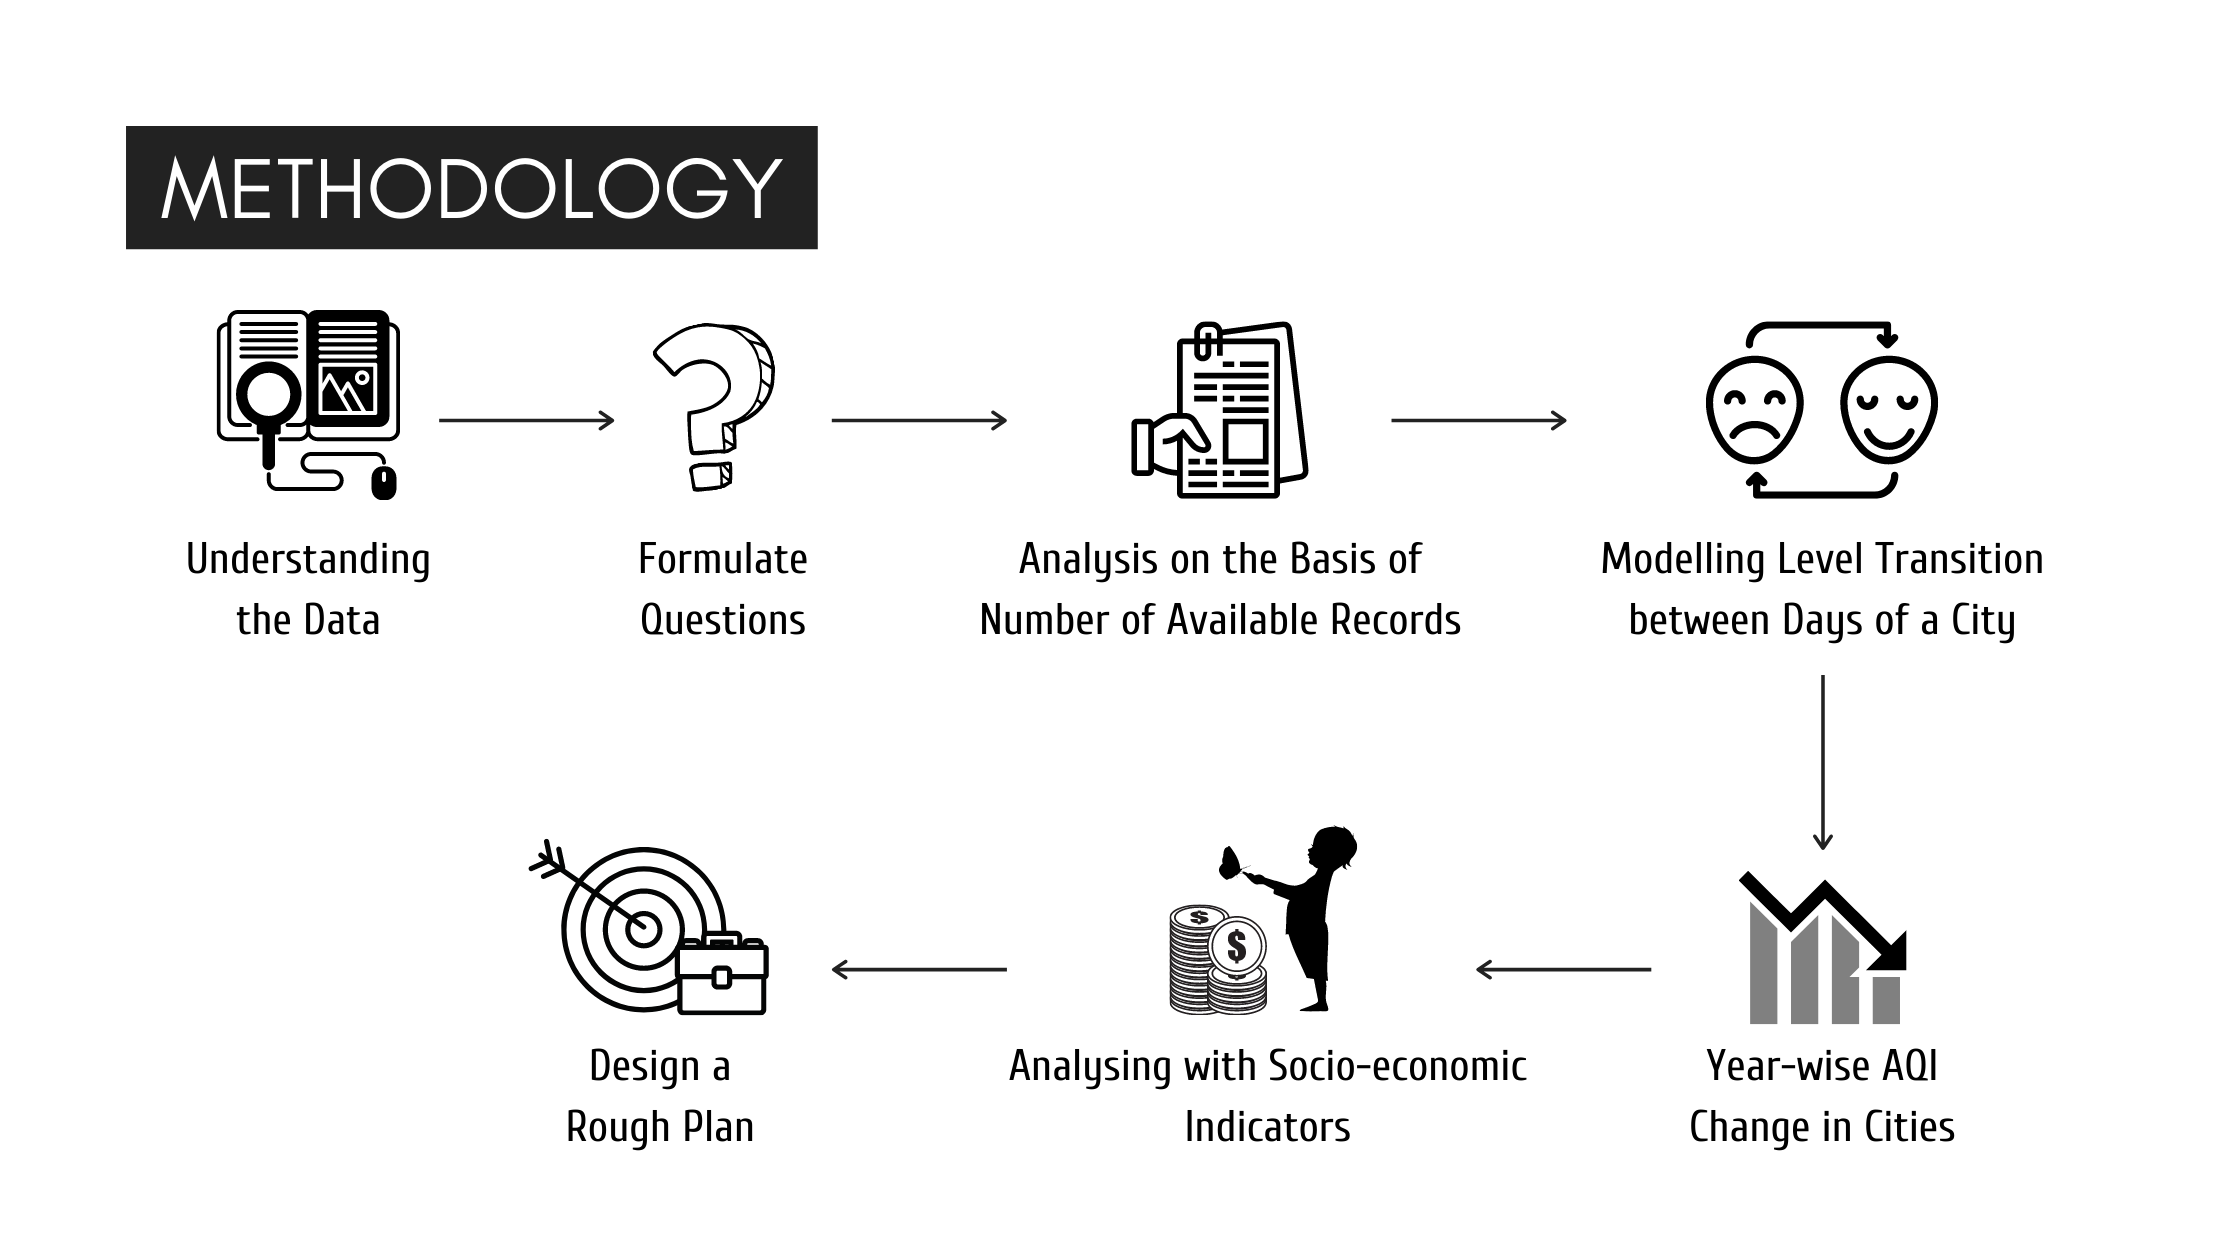 METHODOLOGY
Understanding
the Data
Formulate
Questions
Analysis on the Basis of
Number of Available Records
Modelling Level Transition
between Days of a City
Year-wise AQI
Change in Cities
$
$
$
Analysing with Socio-economic
Indicators
Design a
Rough Plan